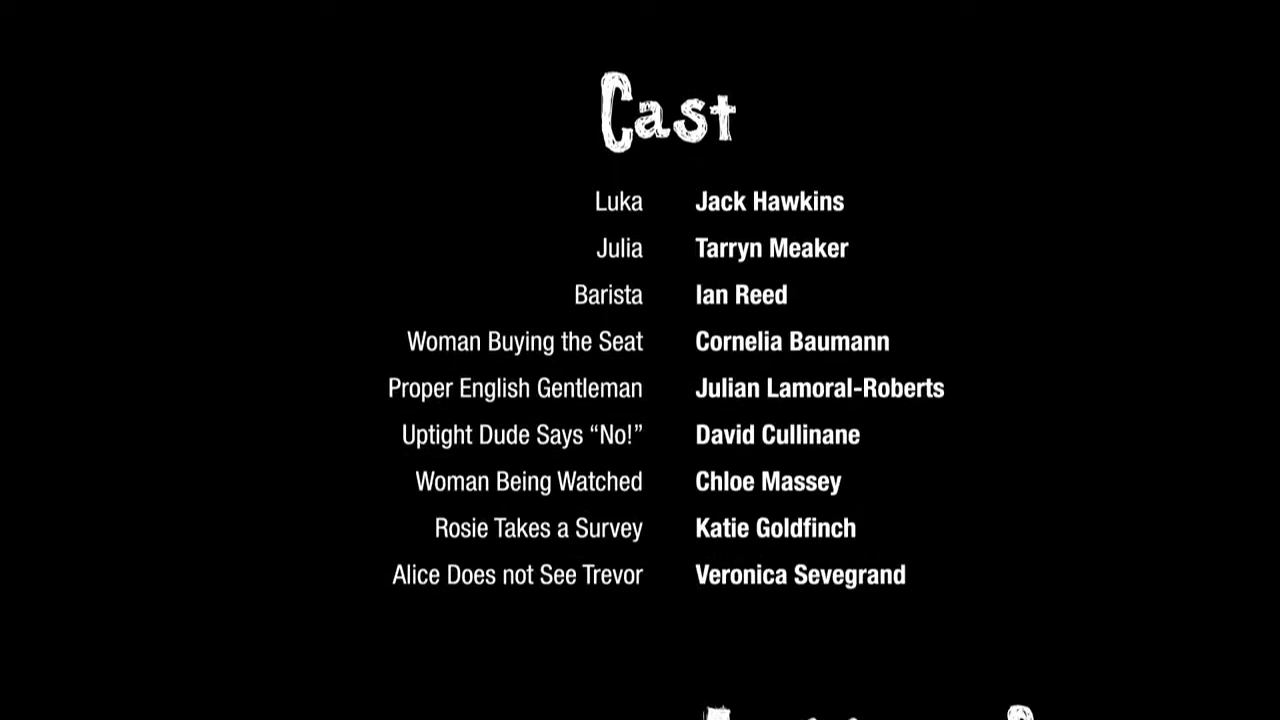 Cast
Luka Jack Hawkins
Julia Tarryn Meaker
Barista Ian Reed
Woman Buying the Seat Cornelia Baumann
Proper English Gentleman Julian Lamoral-Roberts
Uptight Dude Says “No!” David Cullinane
Woman Being Watched Chloe Massey
Rosie Takes a Survey Katie Goldfinch
Alice Does not See Trevor Veronica Sevegrand